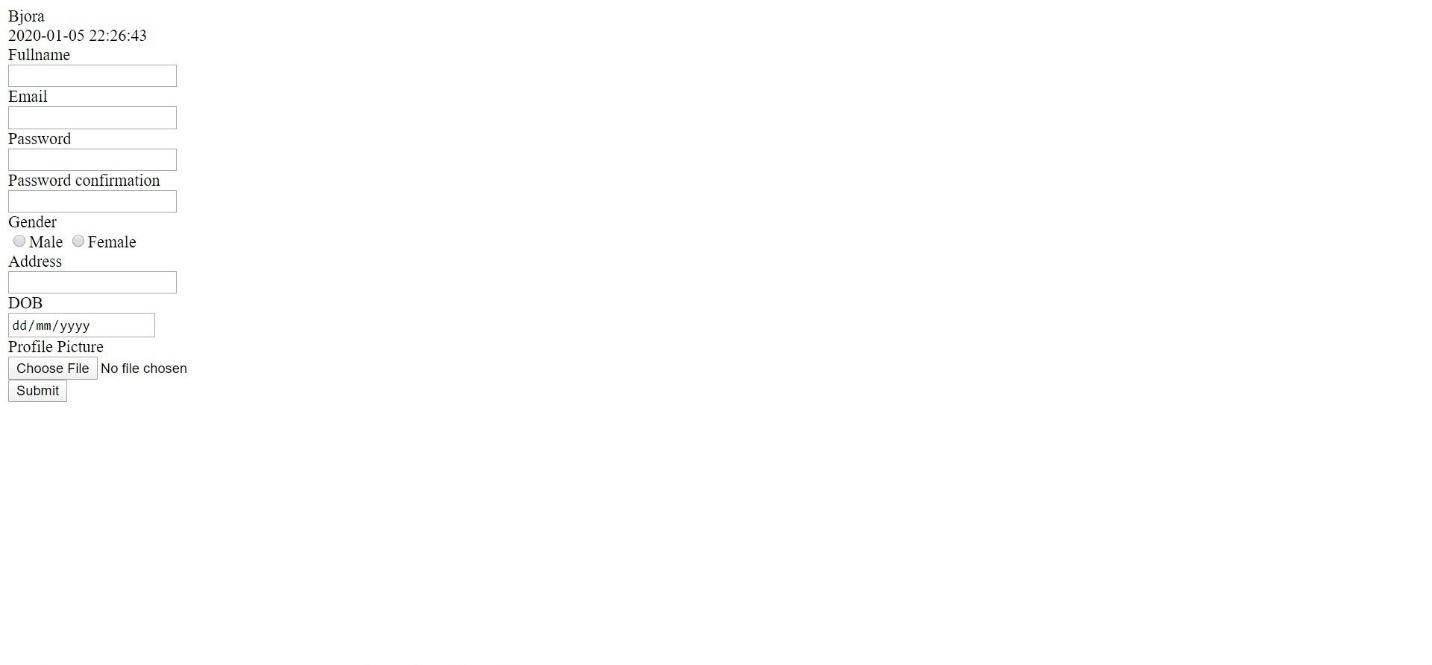 Bjora
2020-01-05 22:26:43
Fullname
Email
Password
Password confirmation
Gender
Male Female
Address
DOB
dd/mm/yyyy
Profile Picture
Choose File No file chosen
Submit